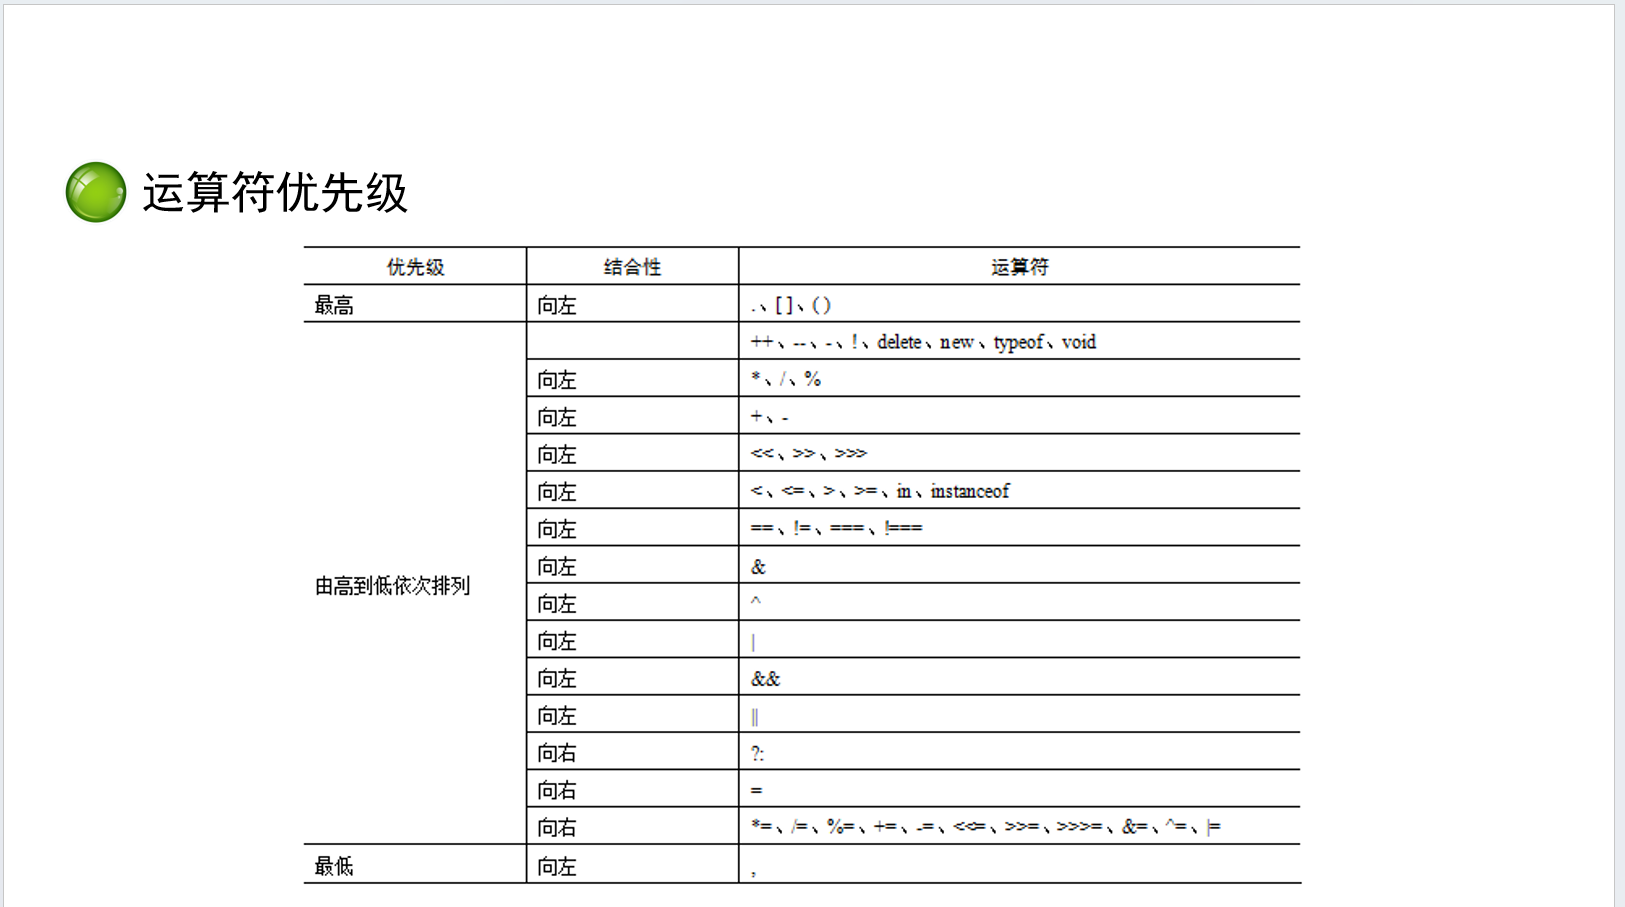 运算符优先级
优先级 结合性 运算符
最高 向左 .、[]、()
++、--、-、!、delete、new、typeof、void
向左 *、/、%
向左 +、-
向左 <<、>>、>>>
向左 <、<=、>、>=、in、instanceof
向左 ==、!=、===、!===
向左 &
由高到低依次排列
向左 ^
向左 |
向左 &&
向左 ||
向右 ?:
向右 =
向右 *=、/=、%=、+=、-=、<<=、>>=、>>>=、&=、^=、|=
最低 向左 ,